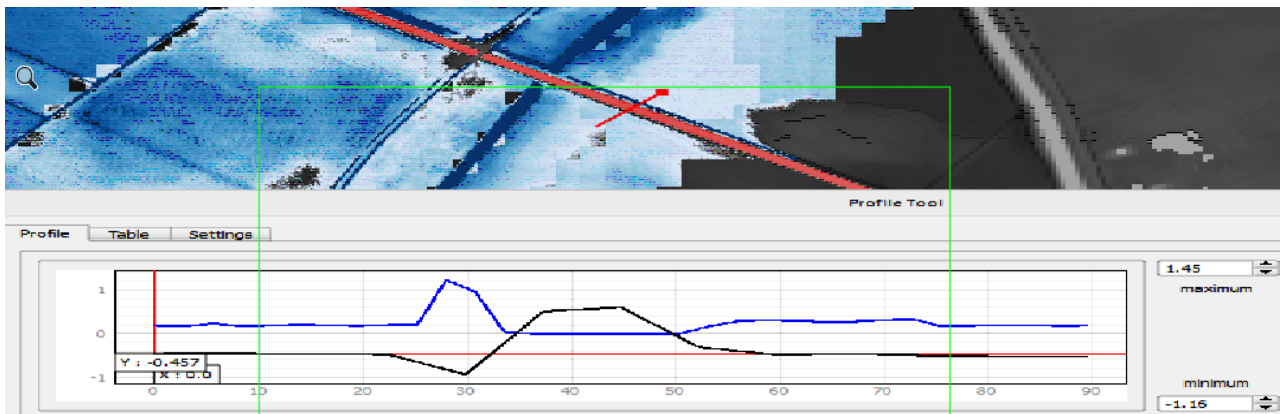 Profile Tool
Profile Table Settings
1.45
maximum
1
0
-1
Y : -0.457
X : 0.0
0 10 20 30 40 50 60 70 80 90
minimum
-1.16